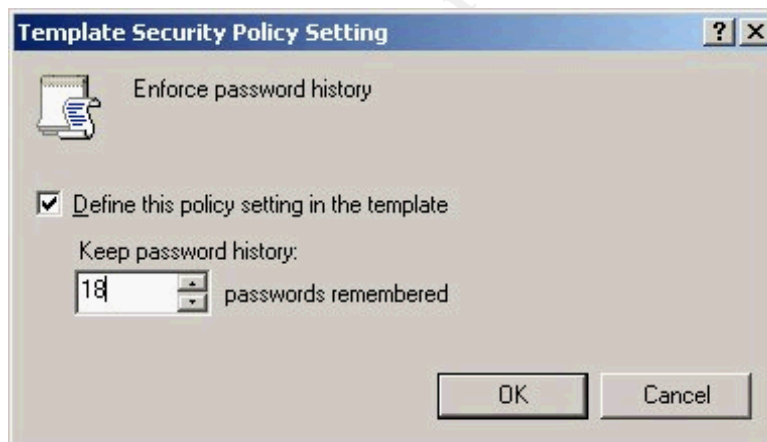 Template Security Policy Setting
Enforce password history
Define this policy setting in the template
Keep password history:
18 passwords remembered
OK Cancel